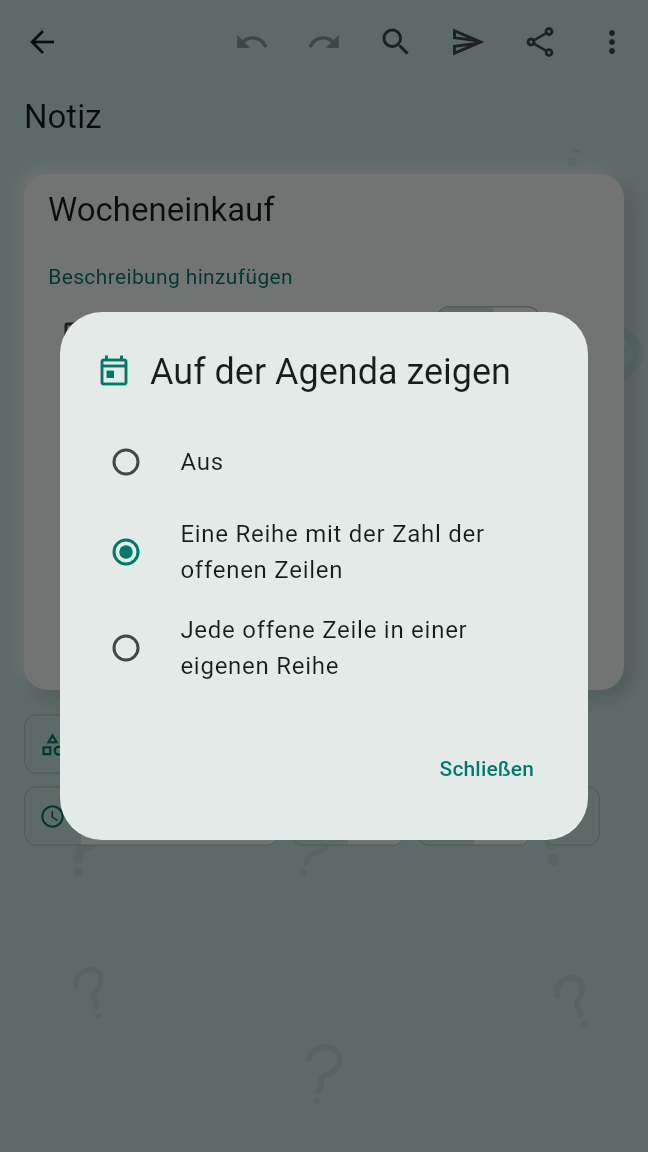 Notiz
Wocheneinkauf
Beschreibung hinzufügen
Auf der Agenda zeigen
Aus
Eine Reihe mit der Zahl der
offenen Zeilen
Jede offene Zeile in einer
eigenen Reihe
Schließen